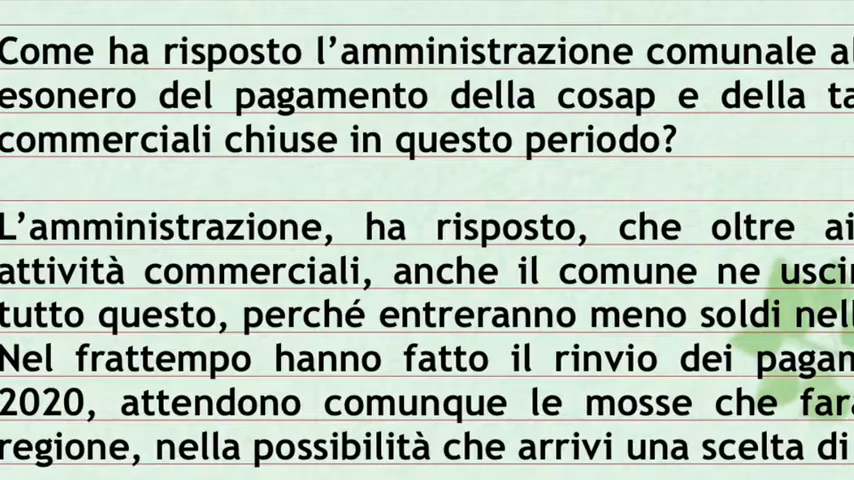 Come ha risposto l’amministrazione comunale al
esonero del pagamento della cosap e della ta
commerciali chiuse in questo periodo?
L’amministrazione, ha risposto, che oltre ai
attività commerciali, anche il comune ne uscir
tutto questo, perché entreranno meno soldi nell
Nel frattempo hanno fatto il rinvio dei pagam
2020, attendono comunque le mosse che fara
regione, nella possibilità che arrivi una scelta di